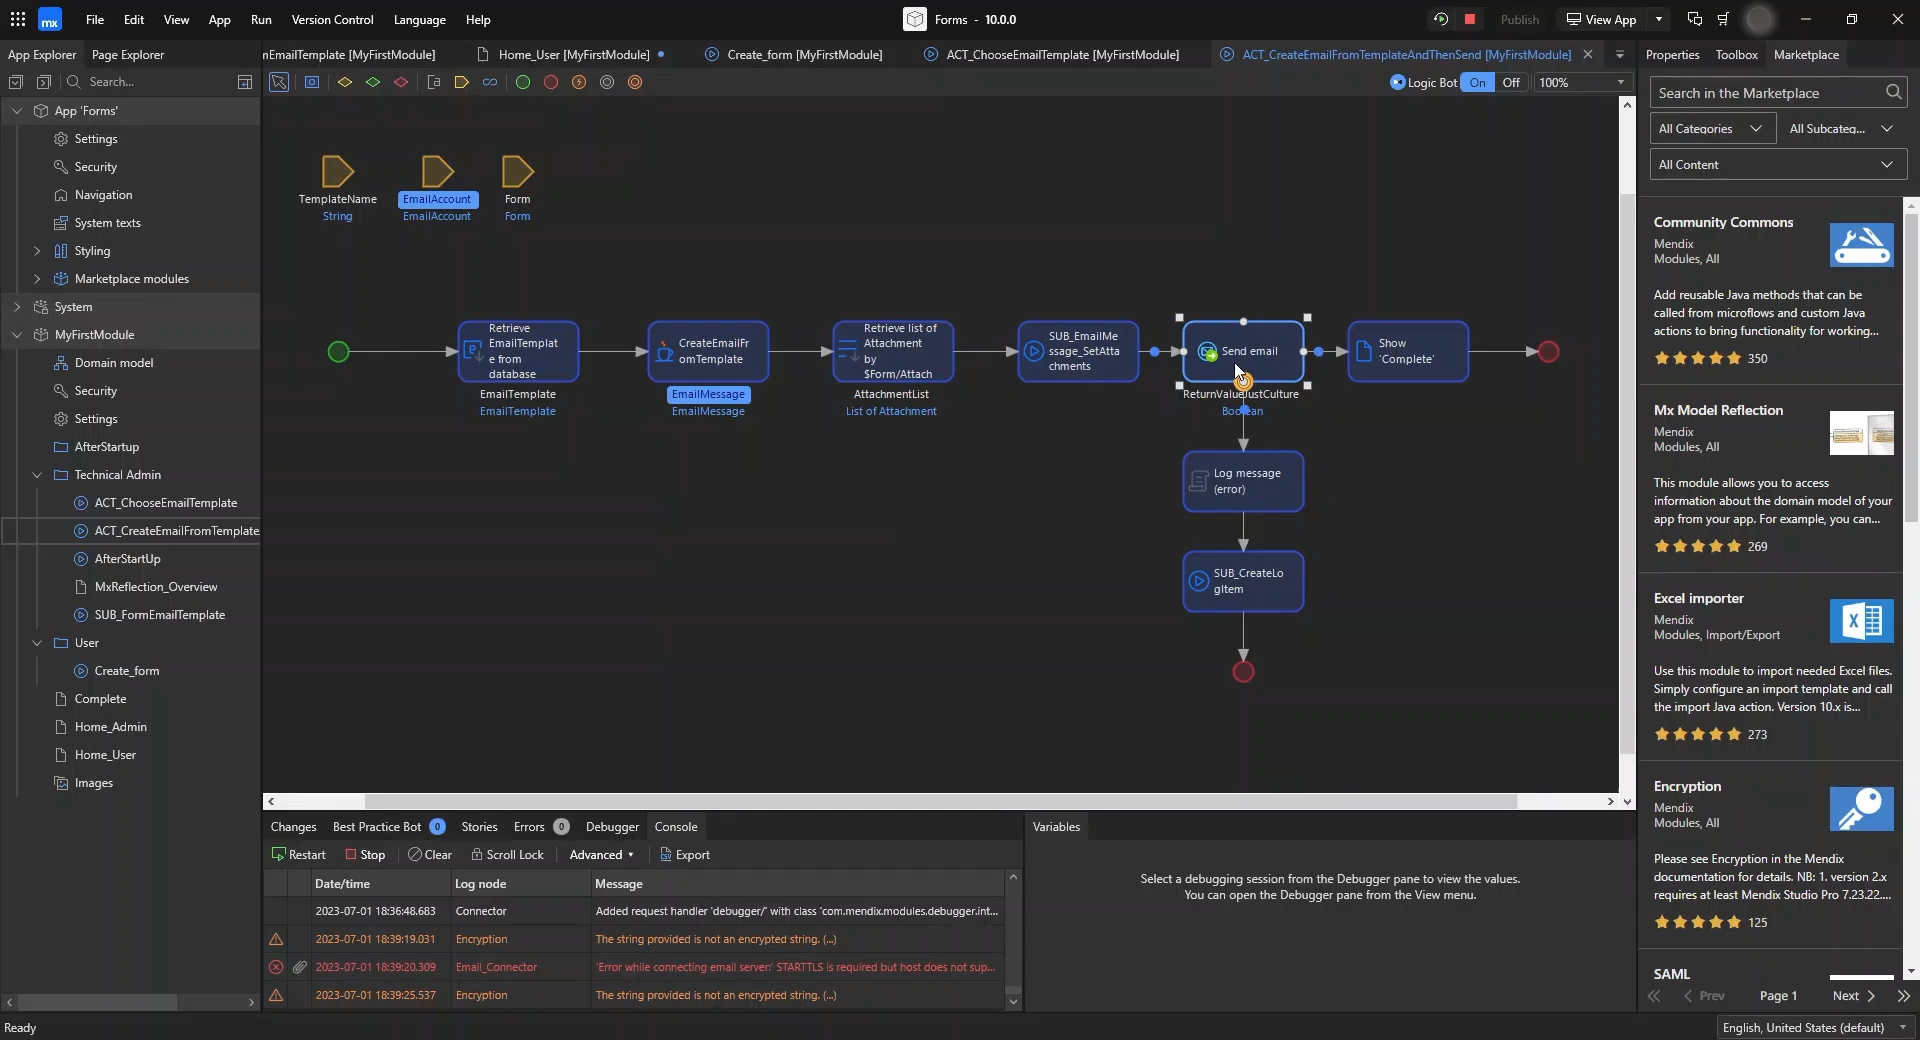 mx
File
Edit
View
App
Run
Version Control
Language
Help
Forms - 10.0.0
Publish
View App
App Explorer
Page Explorer
nEmailTemplate [MyFirstModule]
Home_User [MyFirstModule]
Create_form [MyFirstModule]
ACT_ChooseEmailTemplate [MyFirstModule]
ACT_CreateEmailFromTemplateAndThenSend [MyFirstModule]
Properties
Toolbox
Marketplace
Search...
Logic Bot
On
Off
100%
App 'Forms'
Settings
Security
Navigation
System texts
Styling
Marketplace modules
System
MyFirstModule
Domain model
Security
Settings
AfterStartup
Technical Admin
ACT_ChooseEmailTemplate
ACT_CreateEmailFromTemplate
AfterStartUp
MxReflection_Overview
SUB_FormEmailTemplate
User
Create_form
Complete
Home_Admin
Home_User
Images
TemplateName
String
EmailAccount
EmailAccount
Form
Form
Retrieve
EmailTemplat
e from
database
EmailTemplate
EmailTemplate
CreateEmailFr
omTemplate
EmailMessage
EmailMessage
Retrieve list of
Attachment
by
$Form/Attach
AttachmentList
List of Attachment
SUB_EmailMe
ssage_SetAtta
chments
Send email
ReturnValueJustCulture
Boolean
Show
'Complete'
Log message
(error)
SUB_CreateLo
gItem
Changes
Best Practice Bot
0
Stories
Errors
0
Debugger
Console
Restart
Stop
Clear
Scroll Lock
Advanced
Export
Date/time
Log node
Message
2023-07-01 18:36:48.683
Connector
Added request handler 'debugger/' with class 'com.mendix.modules.debugger.int...
2023-07-01 18:39:19.031
Encryption
The string provided is not an encrypted string. (...)
2023-07-01 18:39:20.309
Email_Connector
'Error while connecting email server:' STARTTLS is required but host does not sup...
2023-07-01 18:39:25.537
Encryption
The string provided is not an encrypted string. (...)
Variables
Select a debugging session from the Debugger pane to view the values.
You can open the Debugger pane from the View menu.
Search in the Marketplace
All Categories
All Subcateg...
All Content
Community Commons
Mendix
Modules, All
Add reusable Java methods that can be
called from microflows and custom Java
actions to bring functionality for working...
350
Mx Model Reflection
Mendix
Modules, All
This module allows you to access
information about the domain model of your
app from your app. For example, you can...
269
Excel importer
Mendix
Modules, Import/Export
Use this module to import needed Excel files.
Simply configure an import template and call
the import Java action. Version 10.x is...
273
Encryption
Mendix
Modules, All
Please see Encryption in the Mendix
documentation for details. NB: 1. version 2.x
requires at least Mendix Studio Pro 7.23.22....
125
SAML
Prev
Page 1
Next
Ready
English, United States (default)